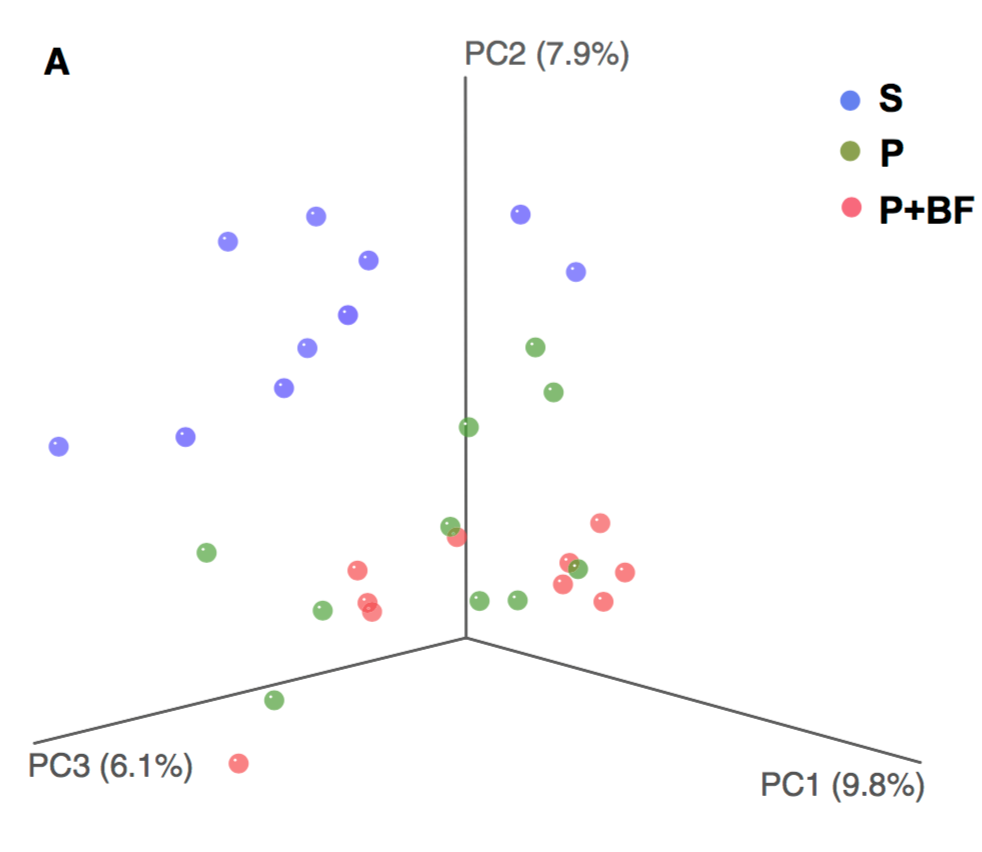 A
PC2 (7.9%)
S
P
P+BF
PC3 (6.1%)
PC1 (9.8%)